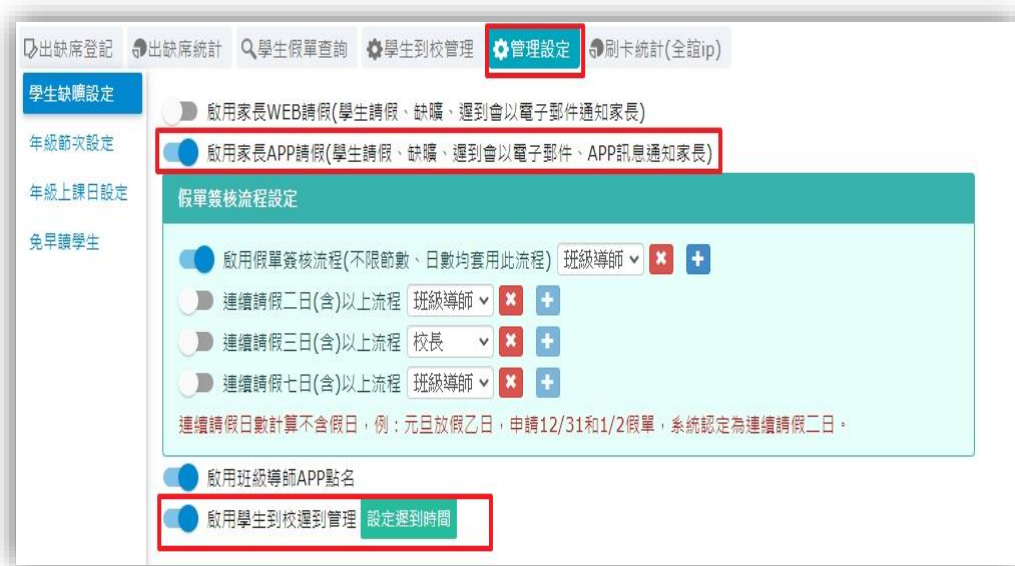 出缺席登記 出缺席統計 學生假單查詢 學生到校管理 管理設定 刷卡統計(全誼ip)
學生缺曠設定
年級節次設定
年級上課日設定
免早讀學生
啟用家長WEB請假(學生請假、缺曠、遲到會以電子郵件通知家長)
啟用家長APP請假(學生請假、缺曠、遲到會以電子郵件、APP訊息通知家長)
假單簽核流程設定
啟用假單簽核流程(不限節數、日數均套用此流程) 班級導師
連續請假二日(含)以上流程 班級導師
連續請假三日(含)以上流程 校長
連續請假七日(含)以上流程 班級導師
連續請假日數計算不含假日，例：元旦放假乙日，申請12/31和1/2假單，系統認定為連續請假二日。
啟用班級導師APP點名
啟用學生到校遲到管理 設定遲到時間